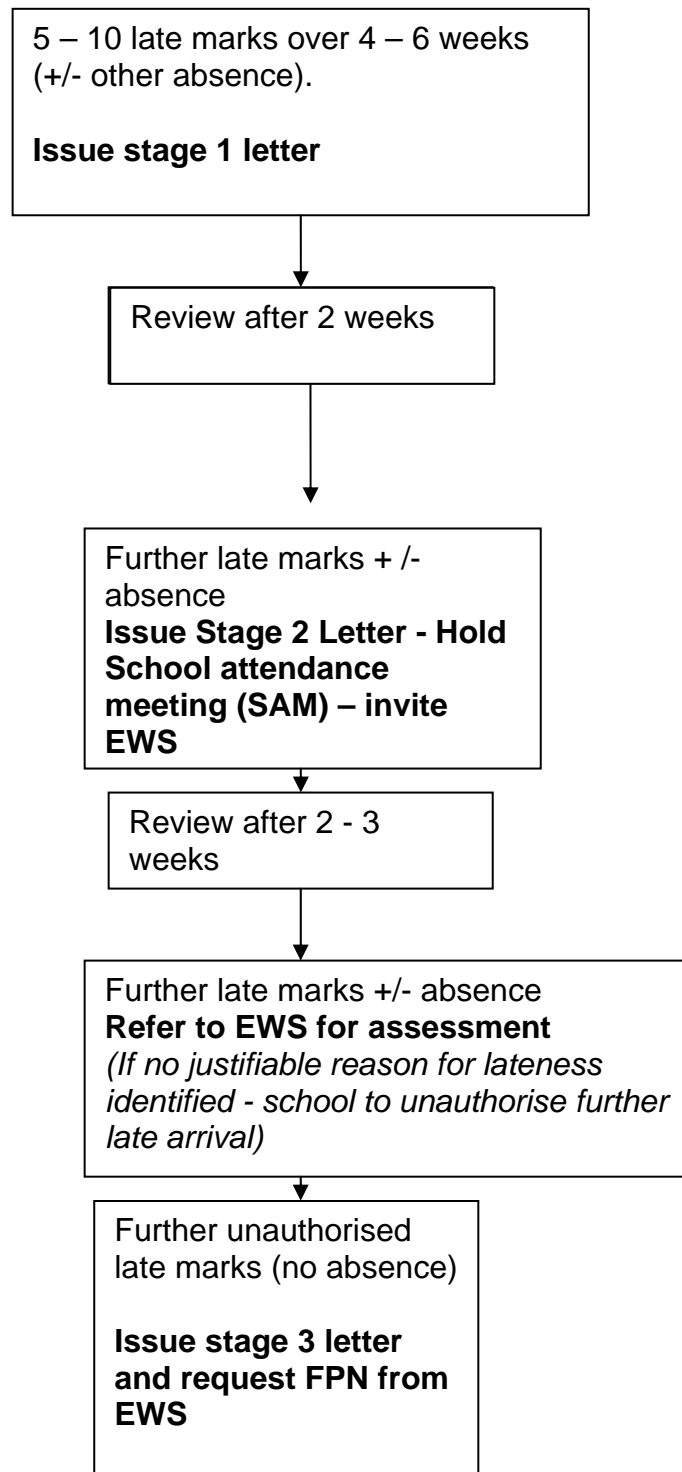 5 – 10 late marks over 4 – 6 weeks
(+/- other absence).
Issue stage 1 letter
Review after 2 weeks
Further late marks + /-
absence
Issue Stage 2 Letter - Hold
School attendance
meeting (SAM) – invite
EWS
Review after 2 - 3
weeks
Further late marks +/- absence
Refer to EWS for assessment
(If no justifiable reason for lateness
identified - school to unauthorise further
late arrival)
Further unauthorised
late marks (no absence)
Issue stage 3 letter
and request FPN from
EWS